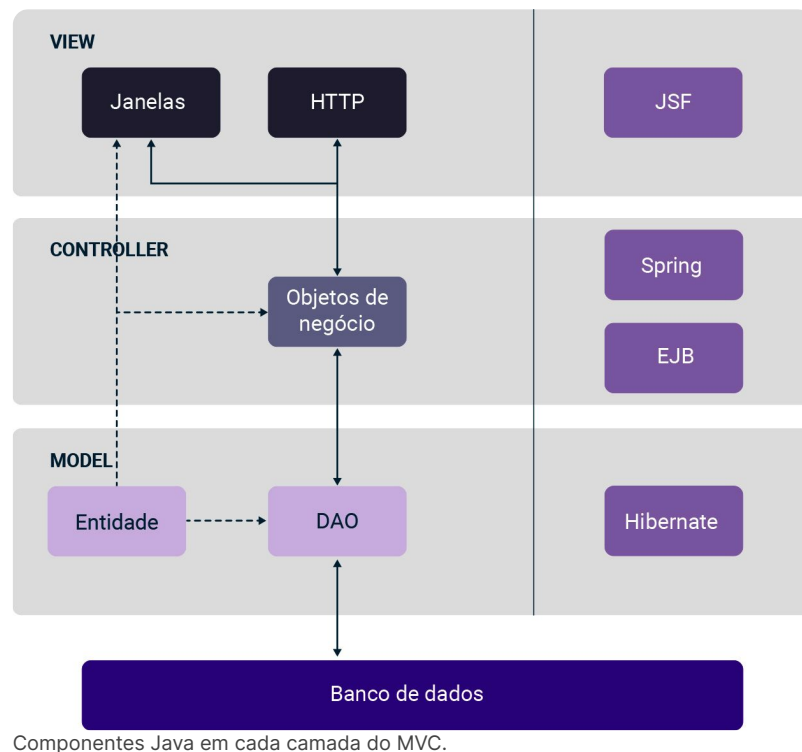 VIEW
Janelas
HTTP
JSF
CONTROLLER
Spring
Objetos de
negócio
EJB
MODEL
Entidade
DAO
Hibernate
Banco de dados
Componentes Java em cada camada do MVC.